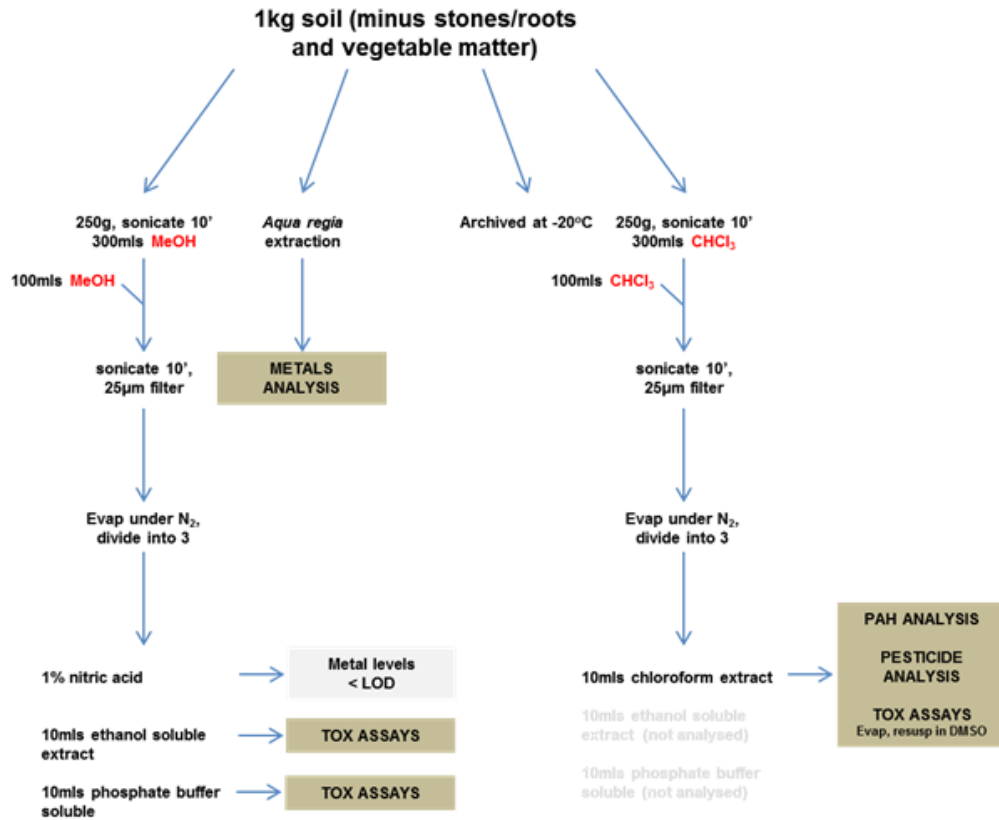 1kg soil (minus stones/roots
and vegetable matter)
250g, sonicate 10’
300mls MeOH
Aqua regia
extraction
Archived at -20°C
250g, sonicate 10’
300mls CHCl₃
100mls MeOH
100mls CHCl₃
sonicate 10’,
25µm filter
METALS
ANALYSIS
sonicate 10’,
25µm filter
Evap under N₂,
divide into 3
Evap under N₂,
divide into 3
1% nitric acid
Metal levels
< LOD
10mls ethanol soluble
extract
TOX ASSAYS
10mls phosphate buffer
soluble
TOX ASSAYS
10mls chloroform extract
10mls ethanol soluble
extract (not analysed)
10mls phosphate buffer
soluble (not analysed)
PAH ANALYSIS
PESTICIDE
ANALYSIS
TOX ASSAYS
Evap, resusp in DMSO